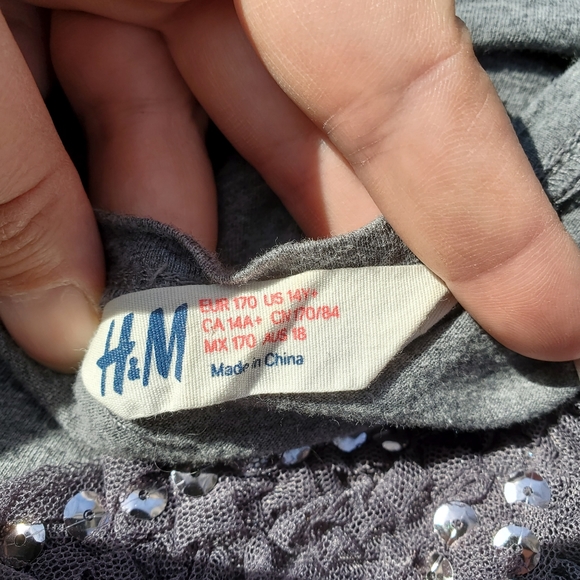 H&M
EUR 170 US 14Y+
CA 14A+ CN 170/84
MX 170 AUS 18
Made in China